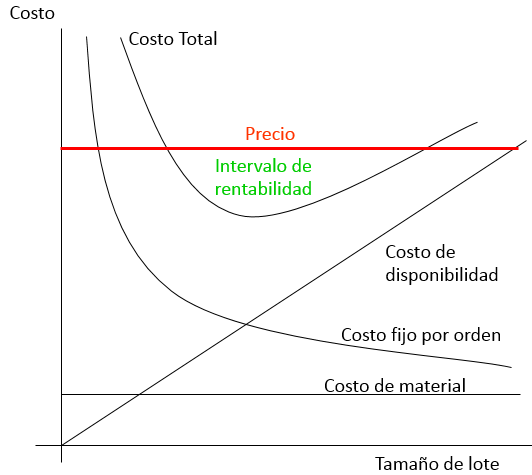 Costo
Costo Total
Precio
Intervalo de
rentabilidad
Costo de
disponibilidad
Costo fijo por orden
Costo de material
Tamaño de lote